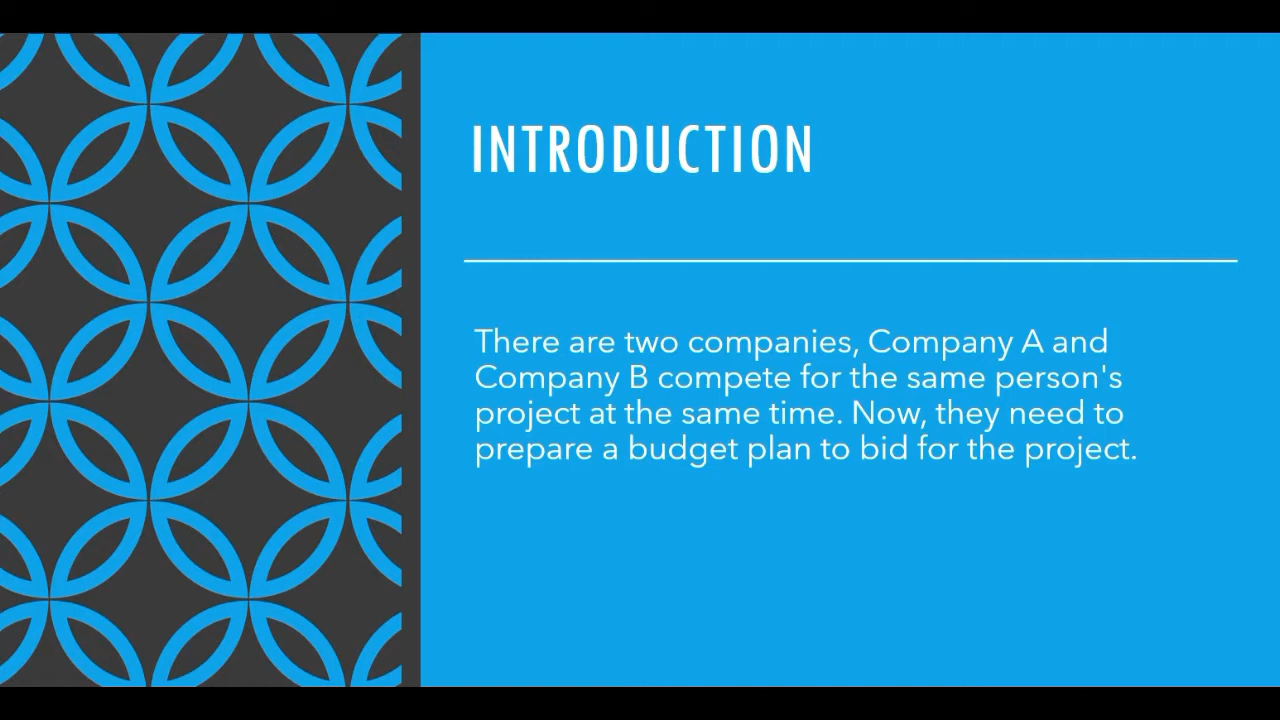 INTRODUCTION
There are two companies, Company A and
Company B compete for the same person's
project at the same time. Now, they need to
prepare a budget plan to bid for the project.